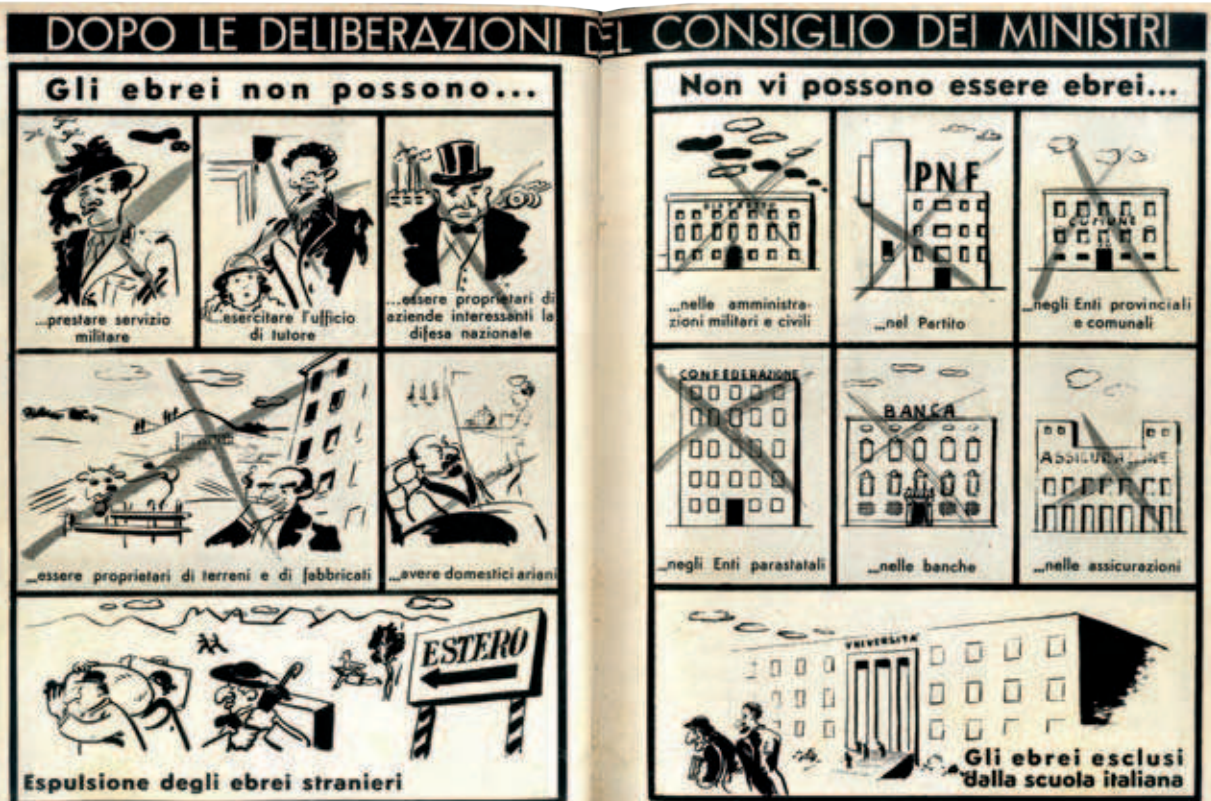 DOPO LE DELIBERAZIONI DEL CONSIGLIO DEI MINISTRI
Gli ebrei non possono...
...prestare servizio
militare
...esercitare l'ufficio
di tutore
...essere proprietari di
aziende interessanti la
difesa nazionale
...essere proprietari di terreni e di fabbricati
...avere domestici ariani
ESTERO
Espulsione degli ebrei stranieri
Non vi possono essere ebrei...
DISTRETTO
...nelle amministra-
zioni militari e civili
PNF
...nel Partito
COMUNE
...negli Enti provinciali
e comunali
CONFEDERAZIONE
...negli Enti parastatali
BANCA
...nelle banche
ASSICURAZIONE
...nelle assicurazioni
UNIVERSITA
Gli ebrei esclusi
dalla scuola italiana